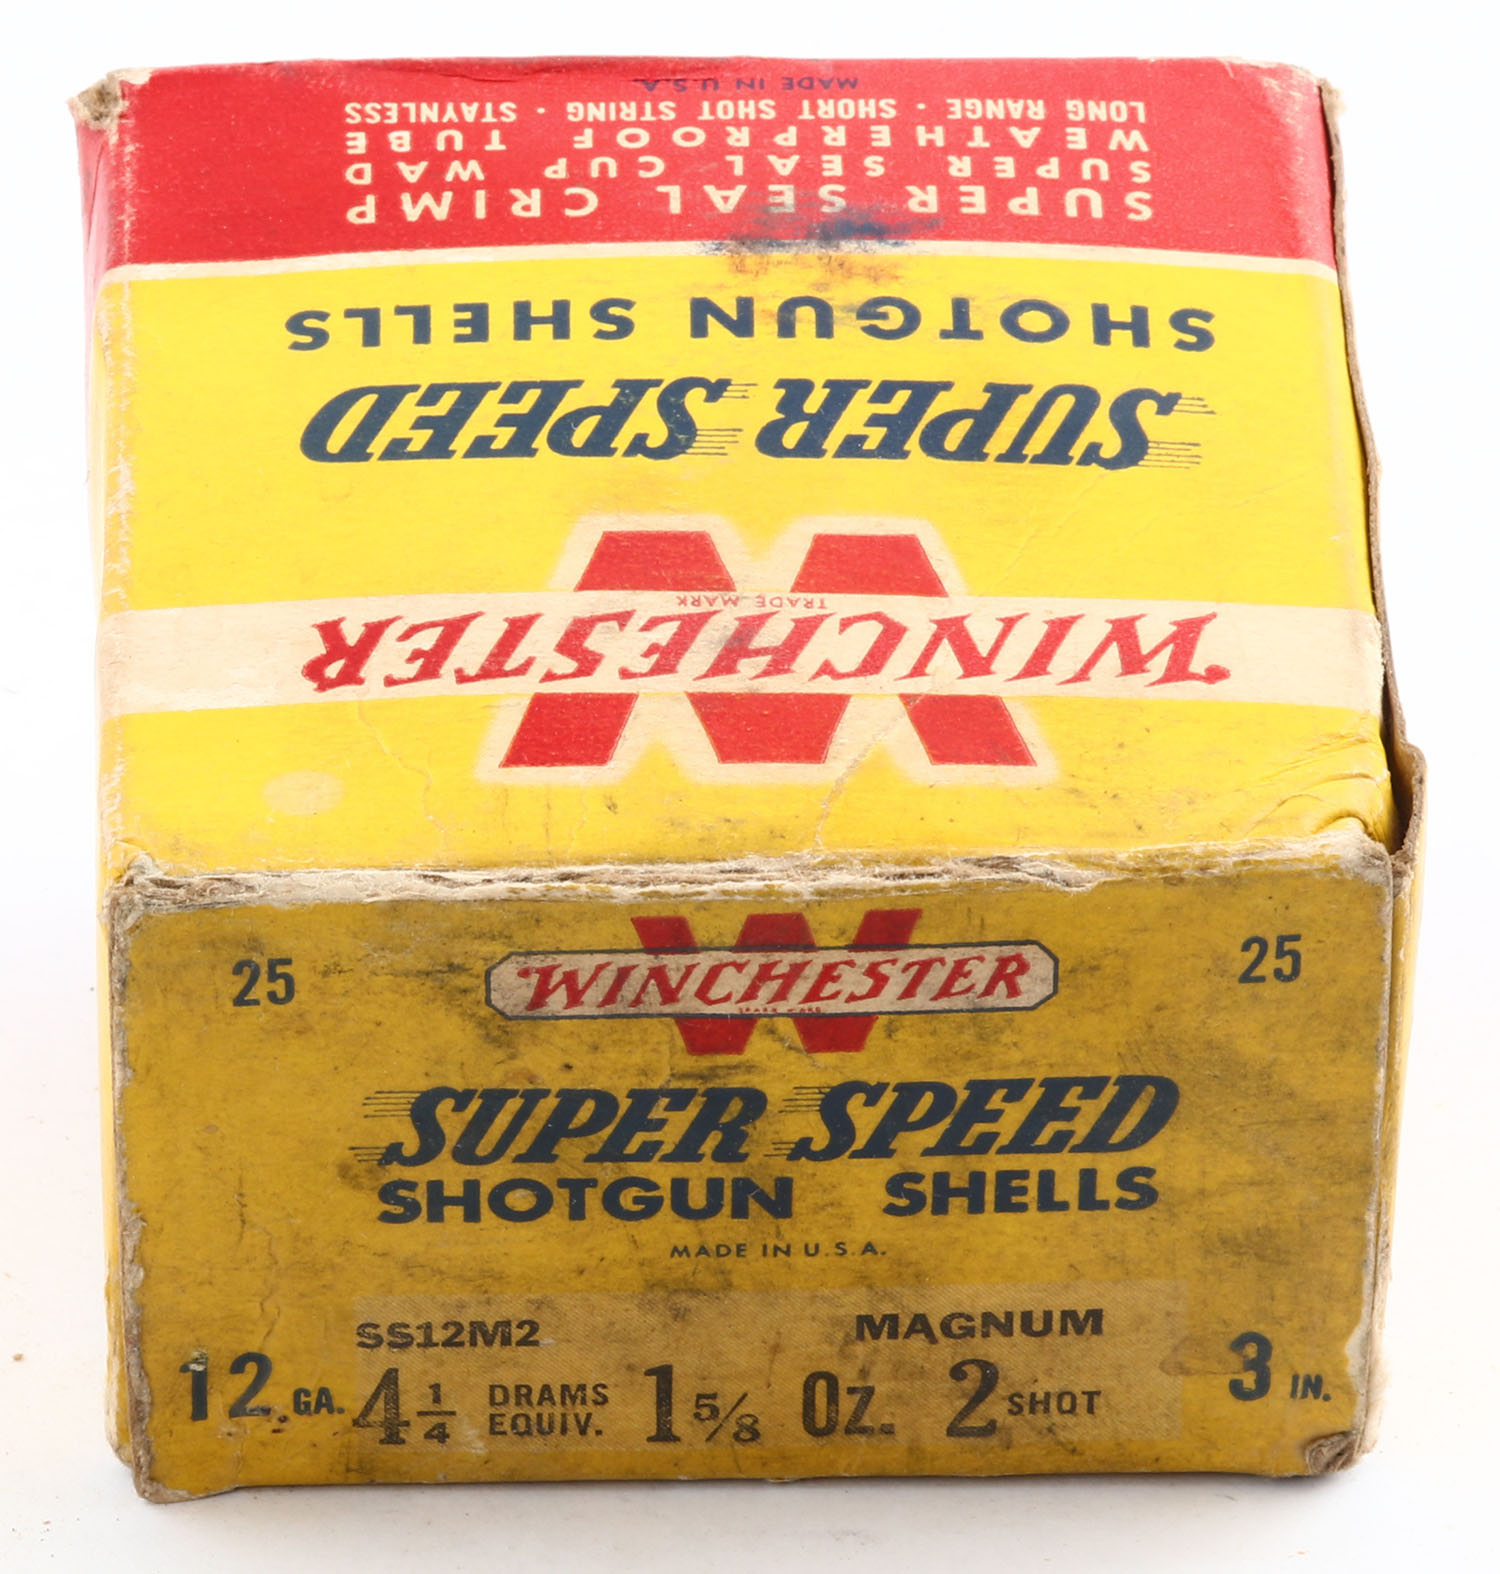 WINCHESTER
TRADE MARK
SUPER SPEED
SHOTGUN SHELLS
SUPER SEAL CRIMP
SUPER SEAL CUP WAD
WEATHERPROOF TUBE
LONG RANGE · SHORT SHOT STRING · STAYNLESS
MADE IN U.S.A.
25 WINCHESTER 25
SUPER SPEED
SHOTGUN SHELLS
MADE IN U.S.A.
SS12M2 MAGNUM
12 GA. 4 1/4 DRAMS EQUIV. 1 5/8 OZ. 2 SHOT 3 IN.